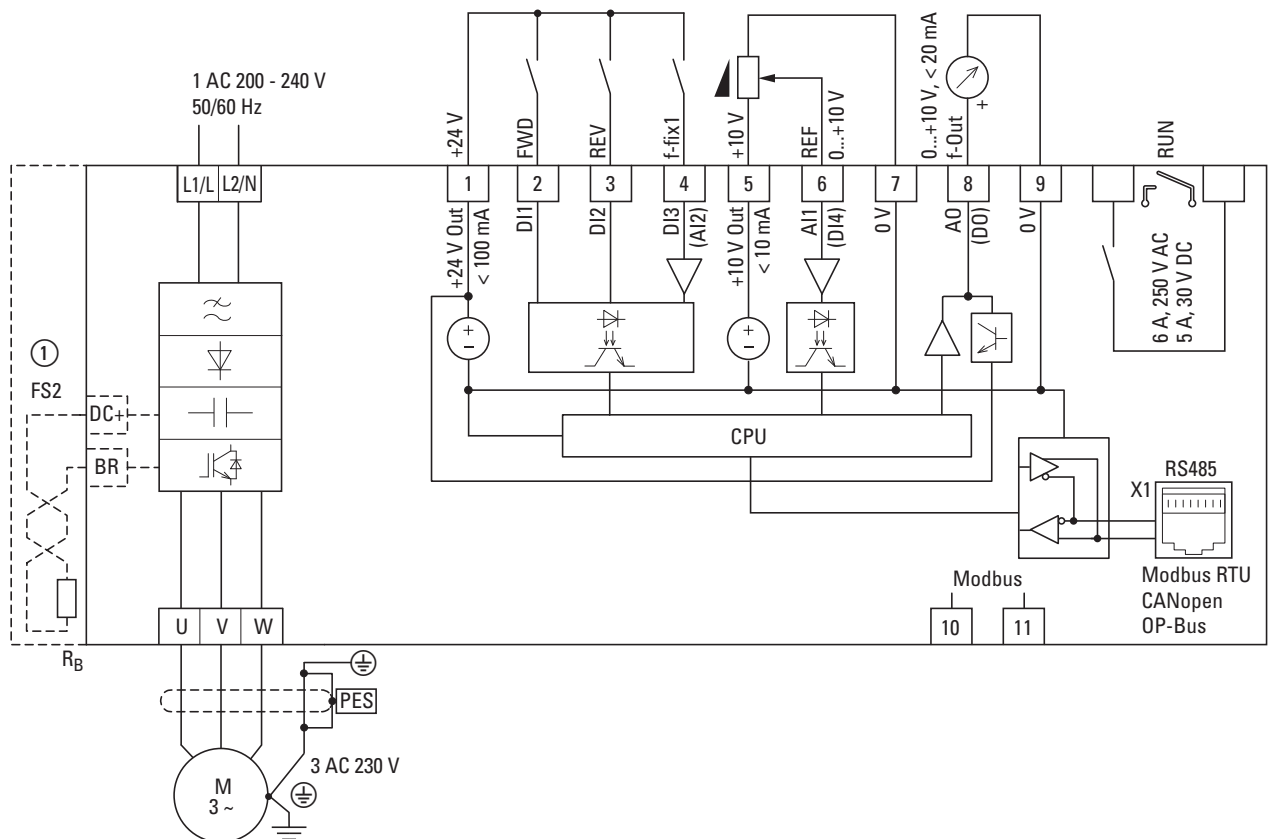 1 AC 200 - 240 V
50/60 Hz
+24 V
FWD
REV
f-fix1
+10 V
REF
0...+10 V
0...+10 V, < 20 mA
f-Out
+
RUN
L1/L
L2/N
1
2
3
4
5
6
7
8
9
+24 V Out
< 100 mA
DI1
DI2
DI3
(AI2)
+10 V Out
< 10 mA
AI1
(DI4)
0 V
AO
(DO)
0 V
6 A, 250 V AC
5 A, 30 V DC
+
−
+
−
1
FS2
DC+
BR
CPU
RS485
X1
Modbus RTU
CANopen
OP-Bus
Modbus
10
11
U
V
W
RB
PES
3 AC 230 V
M
3 ~